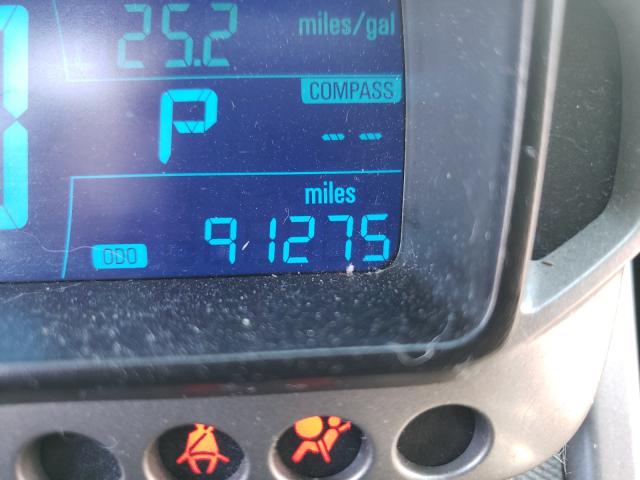 25.2 miles/gal
COMPASS
P --
miles
ODO 91275